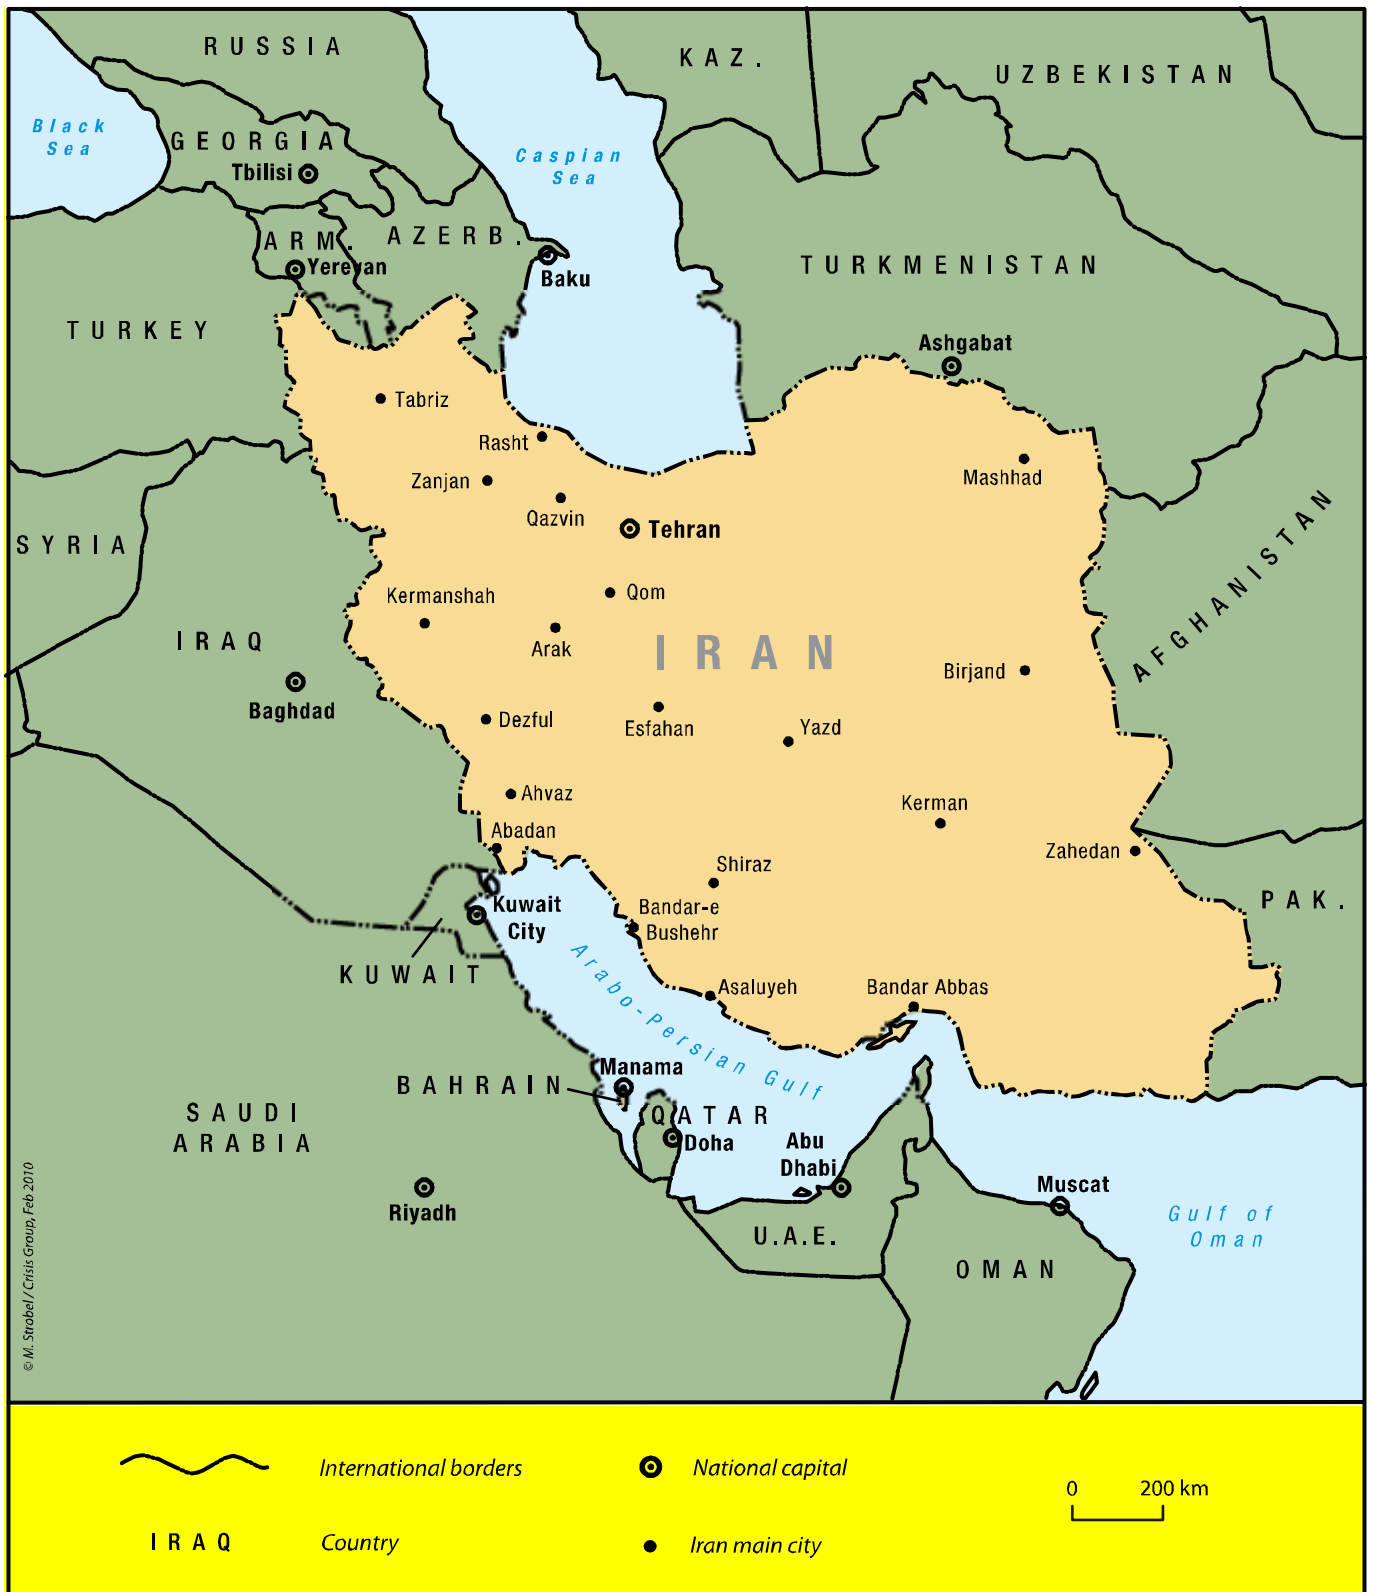 RUSSIA
KAZ.
UZBEKISTAN
Black
Sea
GEORGIA
Tbilisi
Caspian
Sea
ARM.
AZERB.
Yerevan
Baku
TURKMENISTAN
TURKEY
Ashgabat
Tabriz
Rasht
Zanjan
Mashhad
Qazvin
Tehran
SYRIA
AFGHANISTAN
Kermanshah
Qom
IRAQ
Arak
IRAN
Birjand
Baghdad
Dezful
Esfahan
Yazd
Ahvaz
Kerman
Abadan
Zahedan
Shiraz
PAK.
Kuwait
City
Bandar-e
Bushehr
KUWAIT
Asaluyeh
Bandar Abbas
Arabo-Persian Gulf
Manama
BAHRAIN
SAUDI
ARABIA
QATAR
Doha
Abu
Dhabi
Riyadh
Muscat
Gulf of
Oman
U.A.E.
OMAN
© M. Strobel / Crisis Group, Feb 2010
International borders
National capital
0 200 km
IRAQ Country
Iran main city